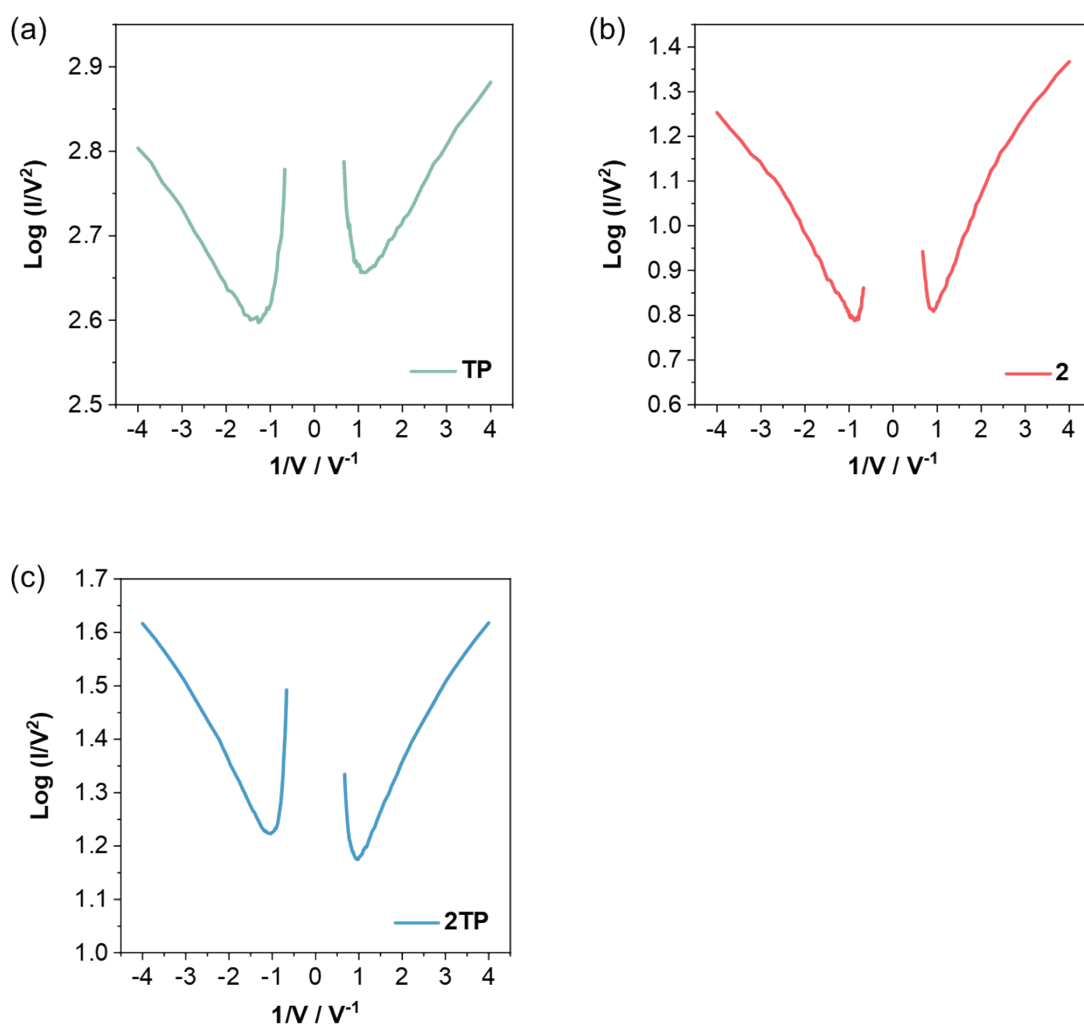 (a)
Log (I/V²)
2.9
2.8
2.7
2.6
2.5
-4 -3 -2 -1 0 1 2 3 4
1/V / V⁻¹
TP
(b)
Log (I/V²)
1.4
1.3
1.2
1.1
1.0
0.9
0.8
0.7
0.6
-4 -3 -2 -1 0 1 2 3 4
1/V / V⁻¹
2
(c)
Log (I/V²)
1.7
1.6
1.5
1.4
1.3
1.2
1.1
1.0
-4 -3 -2 -1 0 1 2 3 4
1/V / V⁻¹
2TP